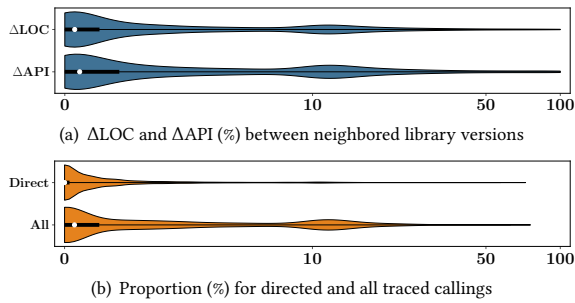 ΔLOC
ΔAPI
0 10 50 100
(a) ΔLOC and ΔAPI (%) between neighbored library versions
Direct
All
0 10 50 100
(b) Proportion (%) for directed and all traced callings